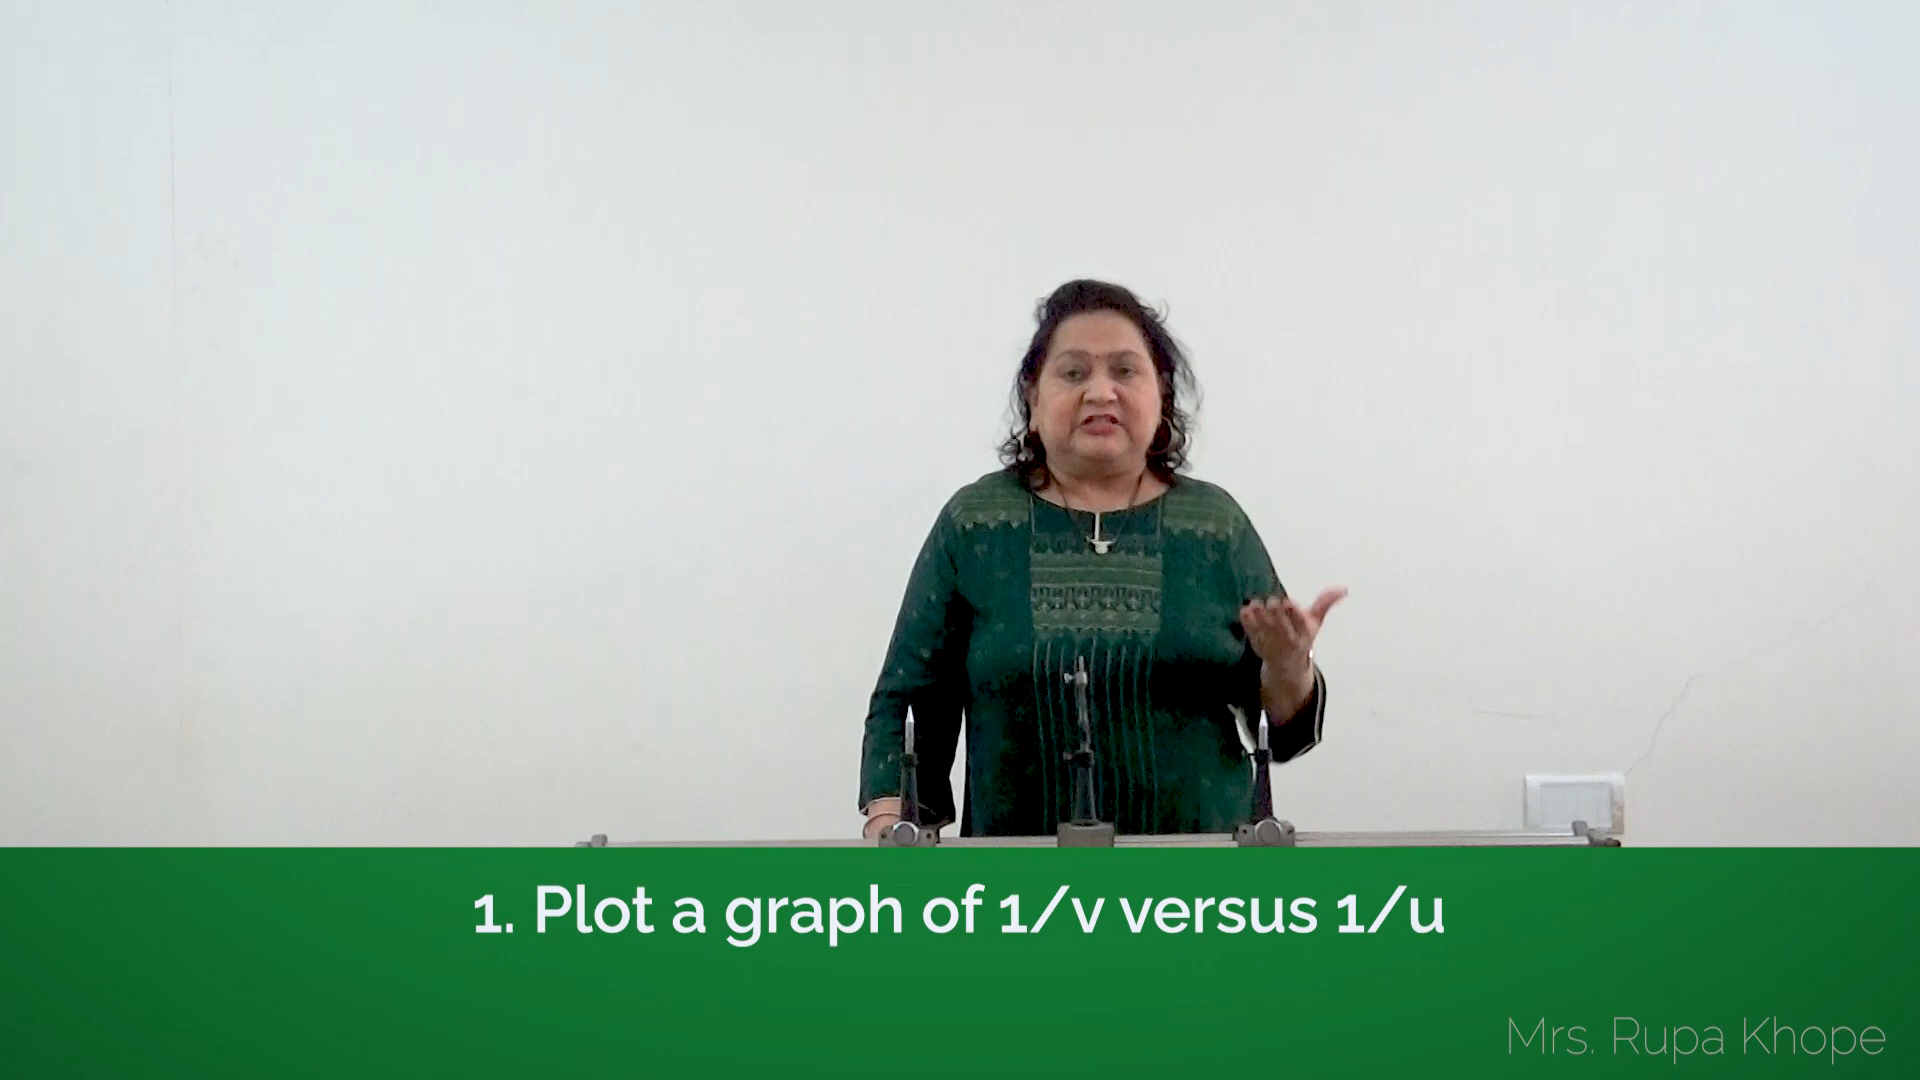 1. Plot a graph of 1/v versus 1/u
Mrs. Rupa Khope